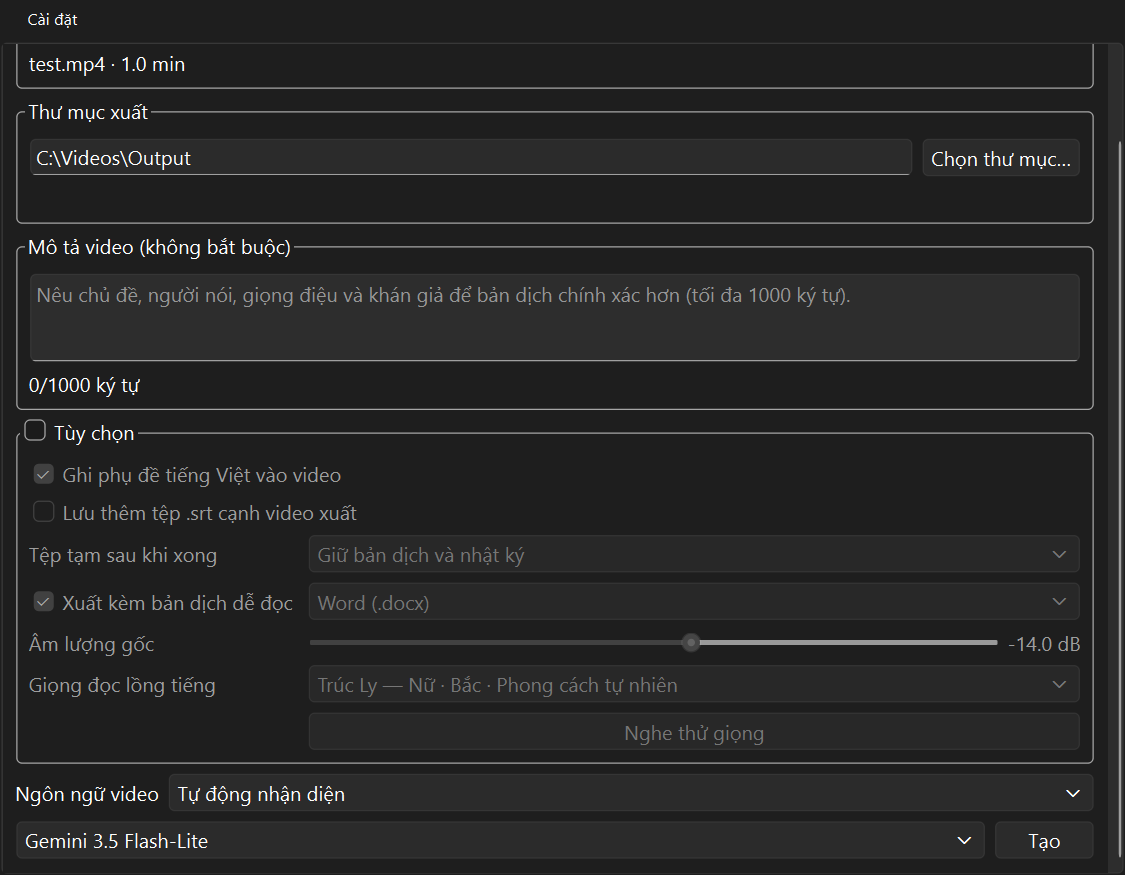 Cài đặt
test.mp4 · 1.0 min
Thư mục xuất
C:\Videos\Output
Chọn thư mục...
Mô tả video (không bắt buộc)
Nêu chủ đề, người nói, giọng điệu và khán giả để bản dịch chính xác hơn (tối đa 1000 ký tự).
0/1000 ký tự
Tùy chọn
Ghi phụ đề tiếng Việt vào video
Lưu thêm tệp .srt cạnh video xuất
Tệp tạm sau khi xong
Giữ bản dịch và nhật ký
Xuất kèm bản dịch dễ đọc
Word (.docx)
Âm lượng gốc
-14.0 dB
Giọng đọc lồng tiếng
Trúc Ly — Nữ · Bắc · Phong cách tự nhiên
Nghe thử giọng
Ngôn ngữ video
Tự động nhận diện
Gemini 3.5 Flash-Lite
Tạo